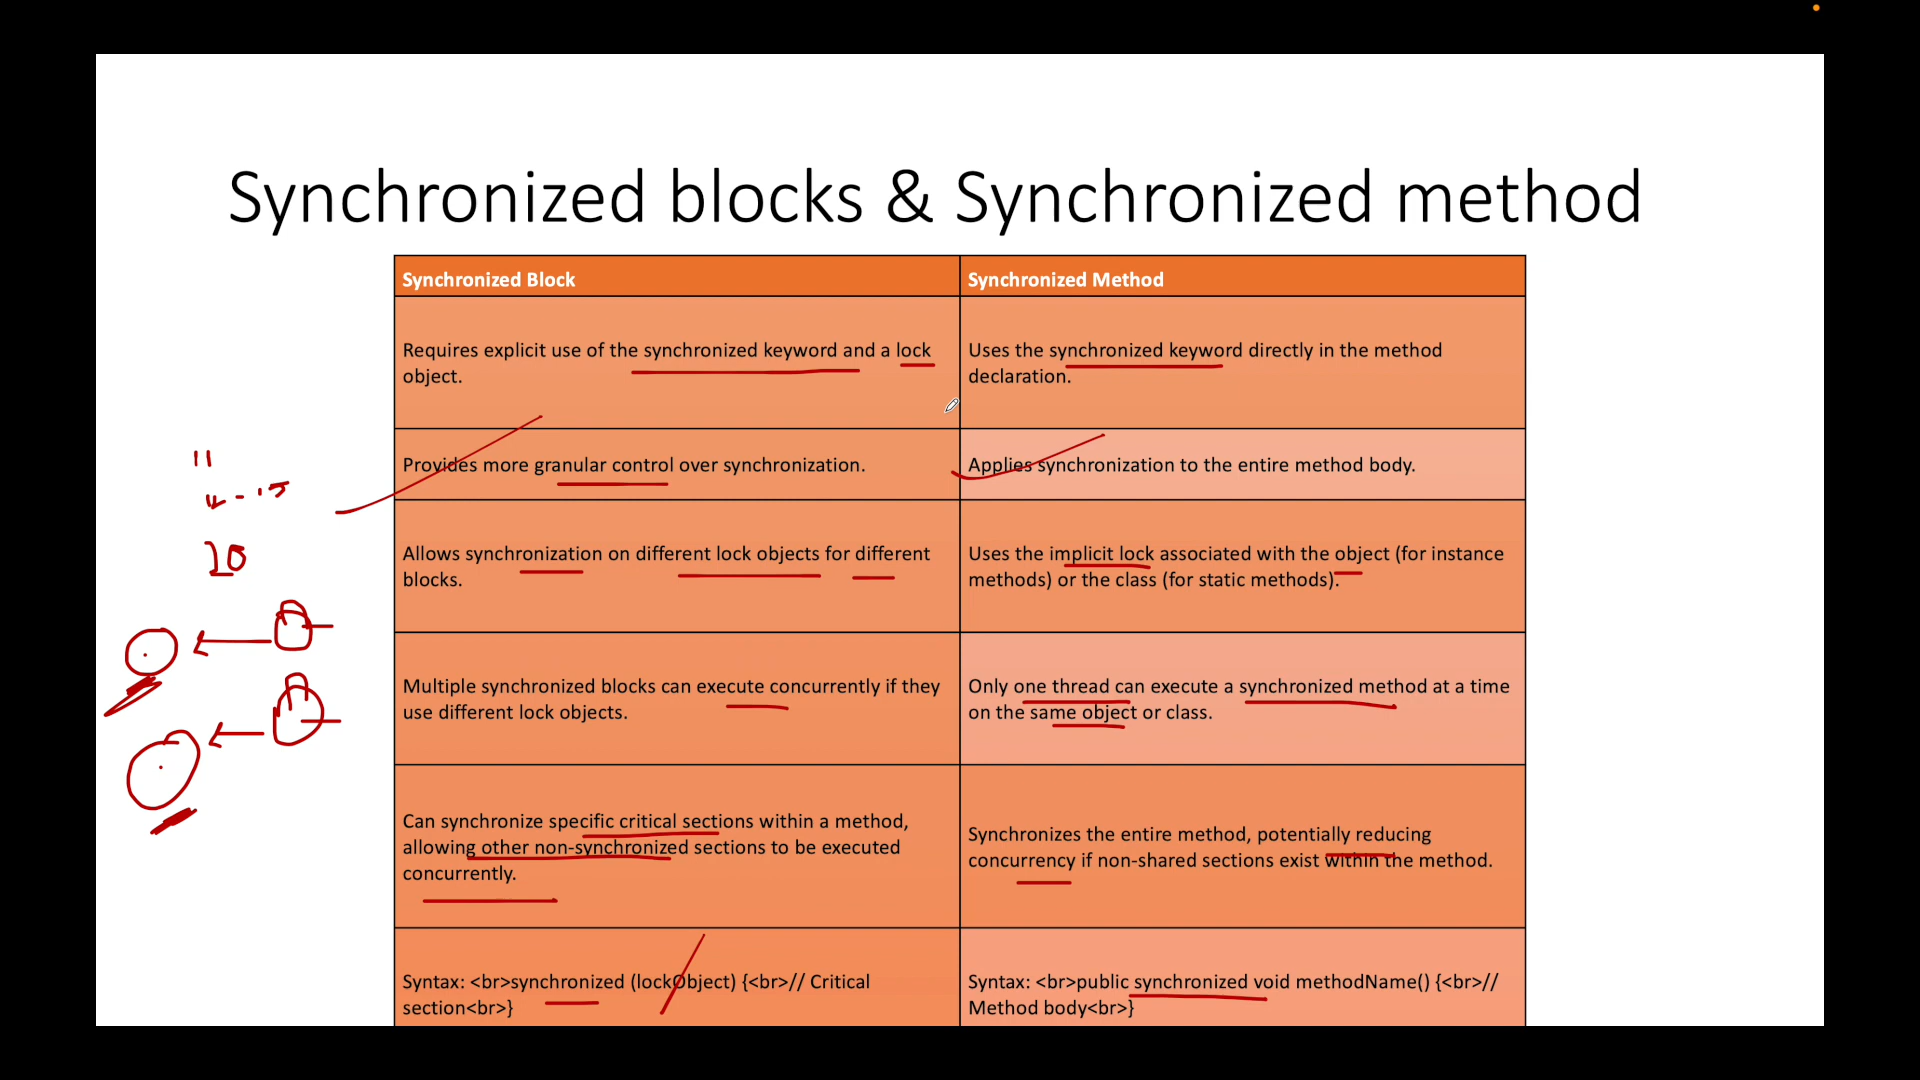 Synchronized blocks & Synchronized method
Synchronized Block
Synchronized Method
Requires explicit use of the synchronized keyword and a lock
object.
Uses the synchronized keyword directly in the method
declaration.
Provides more granular control over synchronization.
Applies synchronization to the entire method body.
Allows synchronization on different lock objects for different
blocks.
Uses the implicit lock associated with the object (for instance
methods) or the class (for static methods).
Multiple synchronized blocks can execute concurrently if they
use different lock objects.
Only one thread can execute a synchronized method at a time
on the same object or class.
Can synchronize specific critical sections within a method,
allowing other non-synchronized sections to be executed
concurrently.
Synchronizes the entire method, potentially reducing
concurrency if non-shared sections exist within the method.
Syntax: <br>synchronized (lockObject) {<br>// Critical
section<br>}
Syntax: <br>public synchronized void methodName() {<br>//
Method body<br>}
11
20